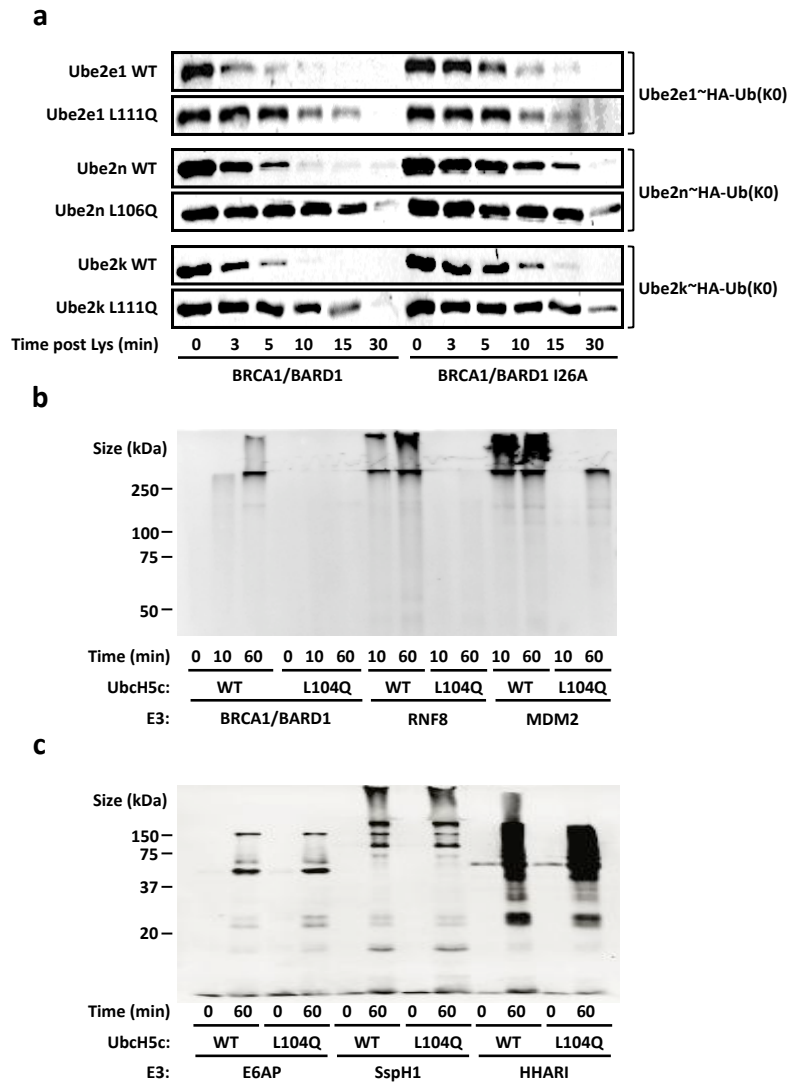 a
Ube2e1 WT
Ube2e1 L111Q
Ube2e1~HA-Ub(K0)
Ube2n WT
Ube2n L106Q
Ube2n~HA-Ub(K0)
Ube2k WT
Ube2k L111Q
Ube2k~HA-Ub(K0)
Time post Lys (min) 0 3 5 10 15 30 0 3 5 10 15 30
BRCA1/BARD1 BRCA1/BARD1 I26A
b
Size (kDa)
250
100
75
50
Time (min) 0 10 60 0 10 60 10 60 10 60 10 60 10 60
UbcH5c: WT L104Q WT L104Q WT L104Q
E3: BRCA1/BARD1 RNF8 MDM2
c
Size (kDa)
150
75
37
20
Time (min) 0 60 0 60 0 60 0 60 0 60 0 60
UbcH5c: WT L104Q WT L104Q WT L104Q
E3: E6AP SspH1 HHARI